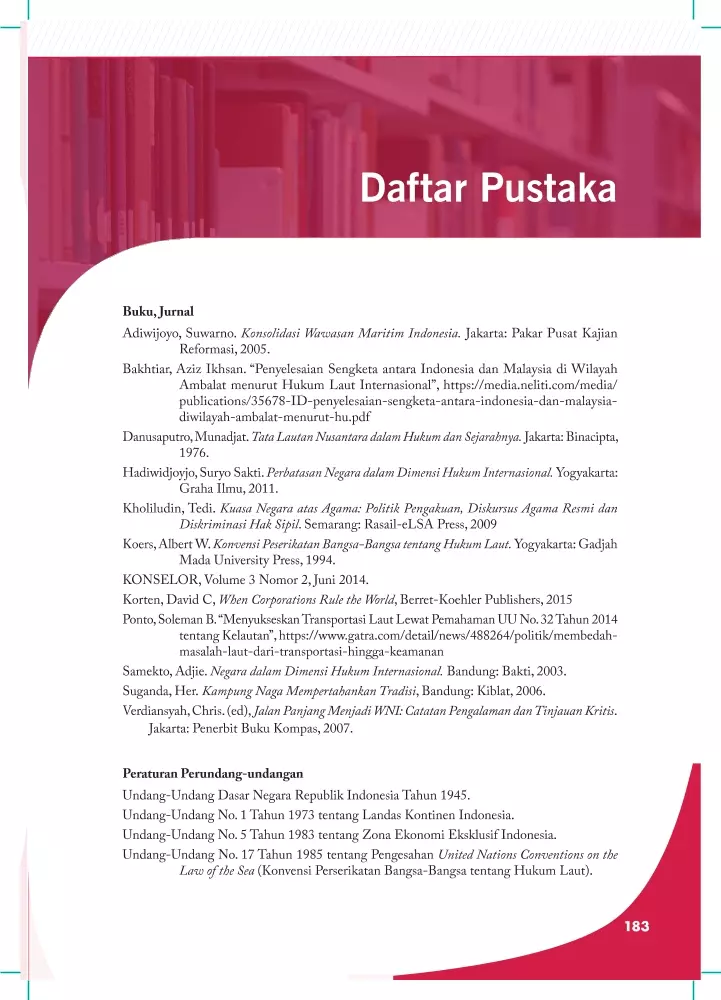 Daftar Pustaka
Buku, Jurnal
Adiwijoyo, Suwarno. Konsolidasi Wawasan Maritim Indonesia. Jakarta: Pakar Pusat Kajian
Reformasi, 2005.
Bakhtiar, Aziz Ikhsan. “Penyelesaian Sengketa antara Indonesia dan Malaysia di Wilayah
Ambalat menurut Hukum Laut Internasional”, https://media.neliti.com/media/
publications/35678-ID-penyelesaian-sengketa-antara-indonesia-dan-malaysia-
diwilayah-ambalat-menurut-hu.pdf
Danusaputro, Munadjat. Tata Lautan Nusantara dalam Hukum dan Sejarahnya. Jakarta: Binacipta,
1976.
Hadiwidjoyjo, Suryo Sakti. Perbatasan Negara dalam Dimensi Hukum Internasional. Yogyakarta:
Graha Ilmu, 2011.
Kholiludin, Tedi. Kuasa Negara atas Agama: Politik Pengakuan, Diskursus Agama Resmi dan
Diskriminasi Hak Sipil. Semarang: Rasail-eLSA Press, 2009
Koers, Albert W. Konvensi Peserikatan Bangsa-Bangsa tentang Hukum Laut. Yogyakarta: Gadjah
Mada University Press, 1994.
KONSELOR, Volume 3 Nomor 2, Juni 2014.
Korten, David C, When Corporations Rule the World, Berret-Koehler Publishers, 2015
Ponto, Soleman B. “Menyukseskan Transportasi Laut Lewat Pemahaman UU No. 32 Tahun 2014
tentang Kelautan”, https://www.gatra.com/detail/news/488264/politik/membedah-
masalah-laut-dari-transportasi-hingga-keamanan
Samekto, Adjie. Negara dalam Dimensi Hukum Internasional. Bandung: Bakti, 2003.
Suganda, Her. Kampung Naga Mempertahankan Tradisi, Bandung: Kiblat, 2006.
Verdiansyah, Chris. (ed), Jalan Panjang Menjadi WNI: Catatan Pengalaman dan Tinjauan Kritis.
Jakarta: Penerbit Buku Kompas, 2007.
Peraturan Perundang-undangan
Undang-Undang Dasar Negara Republik Indonesia Tahun 1945.
Undang-Undang No. 1 Tahun 1973 tentang Landas Kontinen Indonesia.
Undang-Undang No. 5 Tahun 1983 tentang Zona Ekonomi Eksklusif Indonesia.
Undang-Undang No. 17 Tahun 1985 tentang Pengesahan United Nations Conventions on the
Law of the Sea (Konvensi Perserikatan Bangsa-Bangsa tentang Hukum Laut).
183